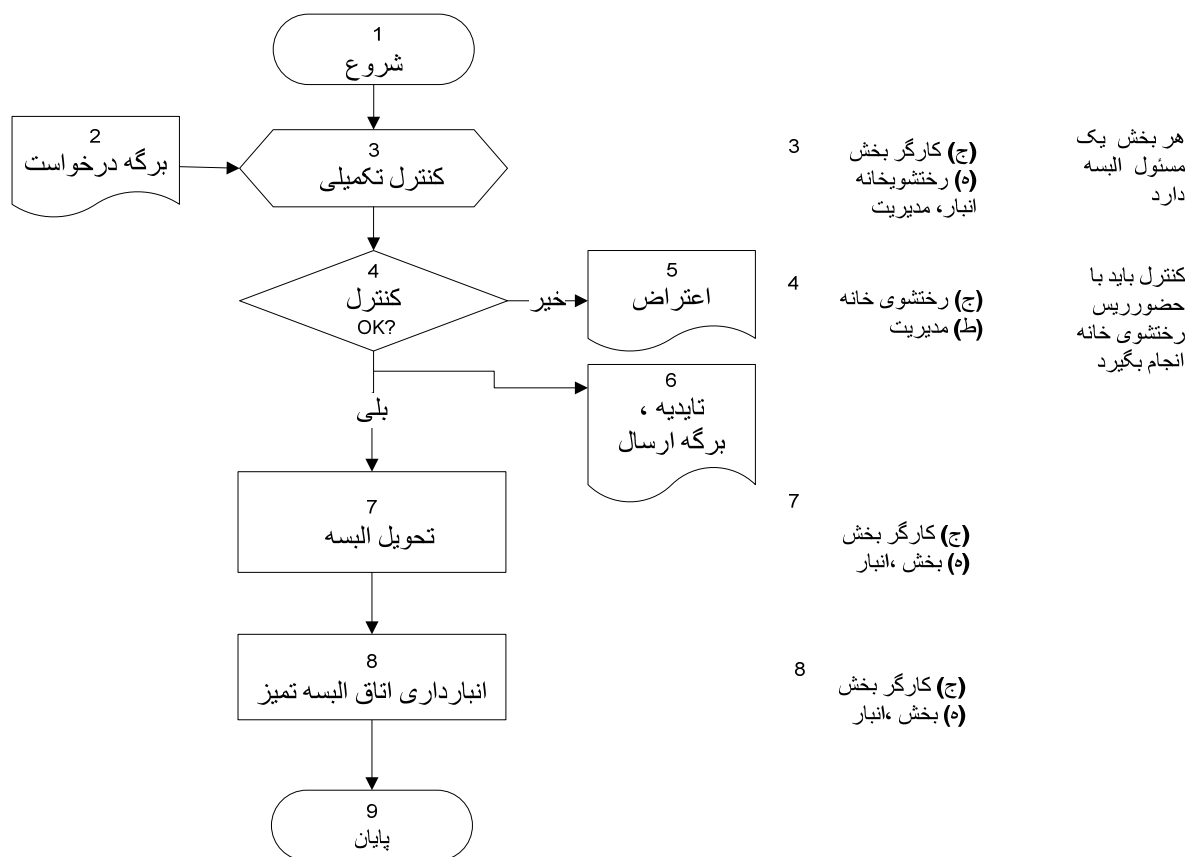 1
شروع
2
برگه درخواست
3
کنترل تکمیلی
4
کنترل
OK?
خیر
5
اعتراض
6
تایدیه ،
برگه ارسال
بلی
7
تحویل البسه
8
انبارداری اتاق البسه تمیز
9
پایان
3
(ج) کارگر بخش
(ه) رختشویخانه
انبار، مدیریت
4
(ج) رختشوی خانه
(ط) مدیریت
7
(ج) کارگر بخش
(ه) بخش ،انبار
8
(ج) کارگر بخش
(ه) بخش ،انبار
هر بخش یک
مسئول البسه
دارد
کنترل باید با
حضورریس
رختشوی خانه
انجام بگیرد